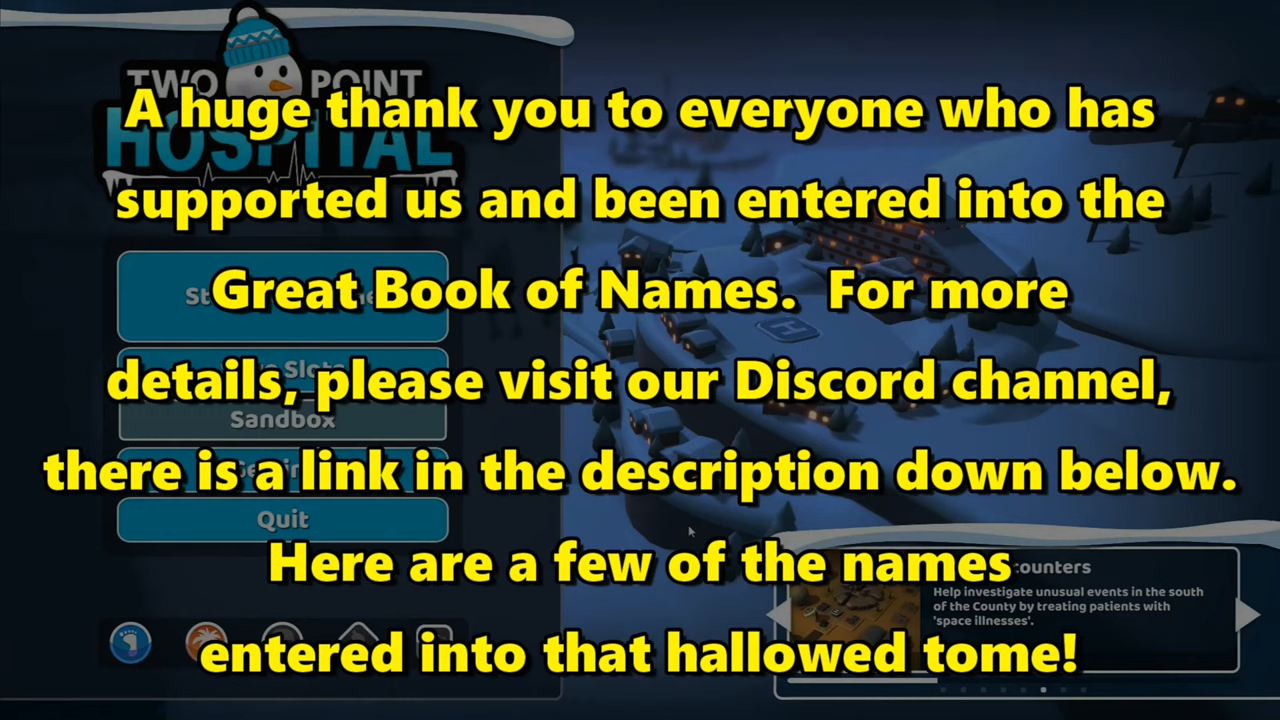 TWO POINT
HOSPITAL
A huge thank you to everyone who has
supported us and been entered into the
Great Book of Names.  For more
details, please visit our Discord channel,
there is a link in the description down below.
Here are a few of the names
entered into that hallowed tome!
Sandbox
Quit
Help investigate unusual events in the south
of the County by treating patients with
'space illnesses'.
H